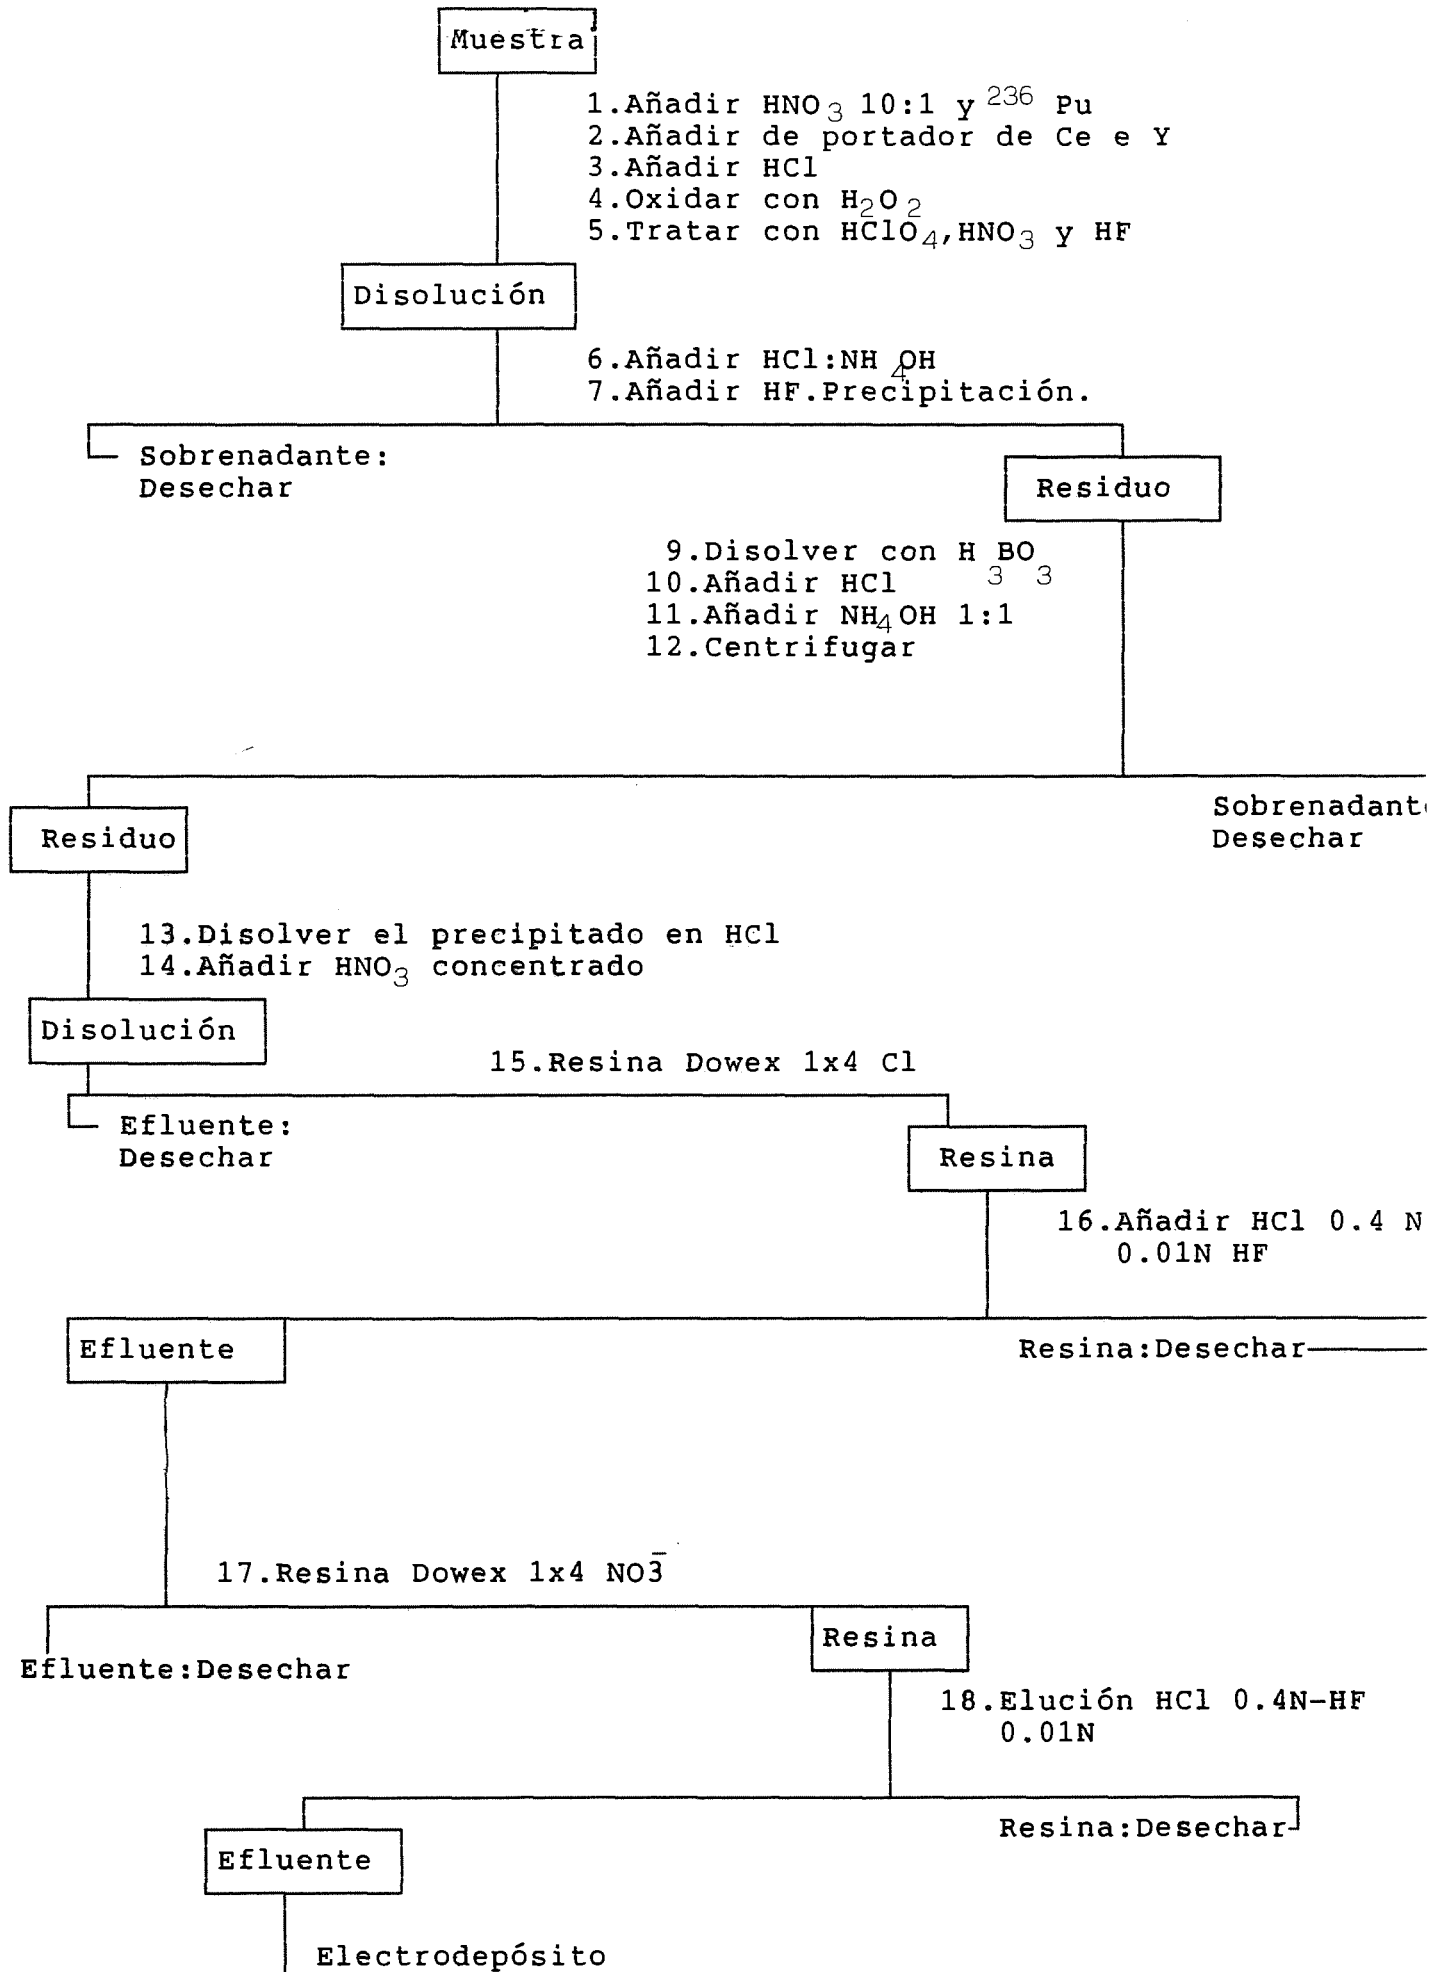 Muestra
1.Añadir HNO3 10:1 y 236 Pu
2.Añadir de portador de Ce e Y
3.Añadir HCl
4.Oxidar con H2O2
5.Tratar con HClO4,HNO3 y HF
Disolución
6.Añadir HCl:NH4OH
7.Añadir HF.Precipitación.
Sobrenadante:
Desechar
Residuo
9.Disolver con H3BO3
10.Añadir HCl
11.Añadir NH4OH 1:1
12.Centrifugar
Residuo
Sobrenadant
Desechar
13.Disolver el precipitado en HCl
14.Añadir HNO3 concentrado
Disolución
15.Resina Dowex 1x4 Cl
Efluente:
Desechar
Resina
16.Añadir HCl 0.4 N
0.01N HF
Efluente
Resina:Desechar
17.Resina Dowex 1x4 NO3-
Resina
Efluente:Desechar
18.Elución HCl 0.4N-HF
0.01N
Resina:Desechar
Efluente
Electrodepósito